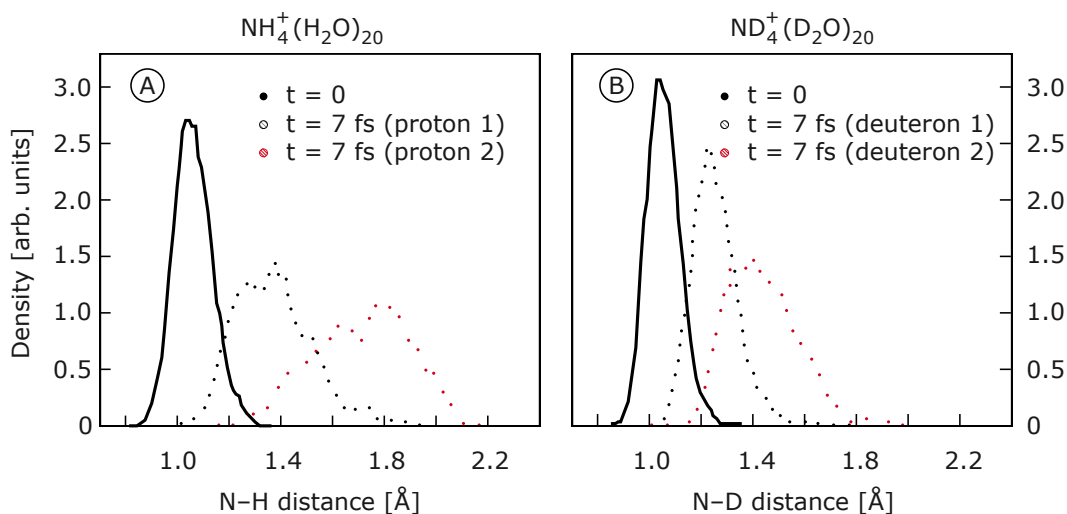 NH₄⁺(H₂O)₂₀
ND₄⁺(D₂O)₂₀
A
t = 0
t = 7 fs (proton 1)
t = 7 fs (proton 2)
B
t = 0
t = 7 fs (deuteron 1)
t = 7 fs (deuteron 2)
Density [arb. units]
3.0
2.5
2.0
1.5
1.0
0.5
0
3.0
2.5
2.0
1.5
1.0
0.5
0
1.0 1.4 1.8 2.2
1.0 1.4 1.8 2.2
N–H distance [Å]
N–D distance [Å]